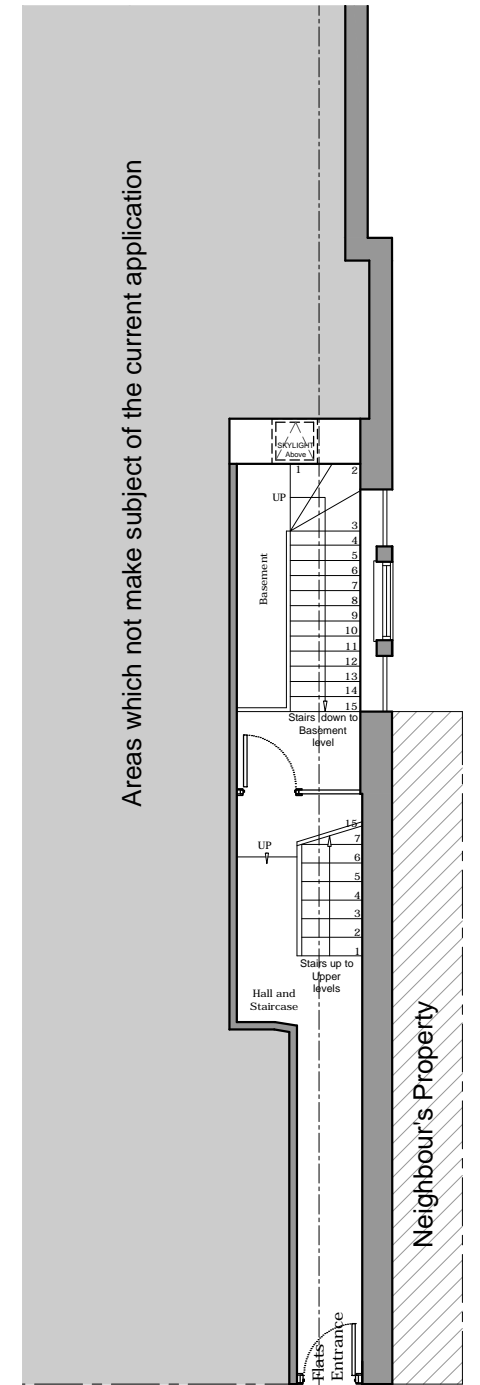 Areas which not make subject of the current application
SKYLIGHT
Above
1
2
UP
3
4
5
6
7
8
9
10
11
12
13
14
15
Basement
Stairs down to
Basement
level
15
UP
7
6
5
4
3
2
1
Stairs up to
Upper
levels
Hall and
Staircase
Neighbour's Property
Flats
Entrance